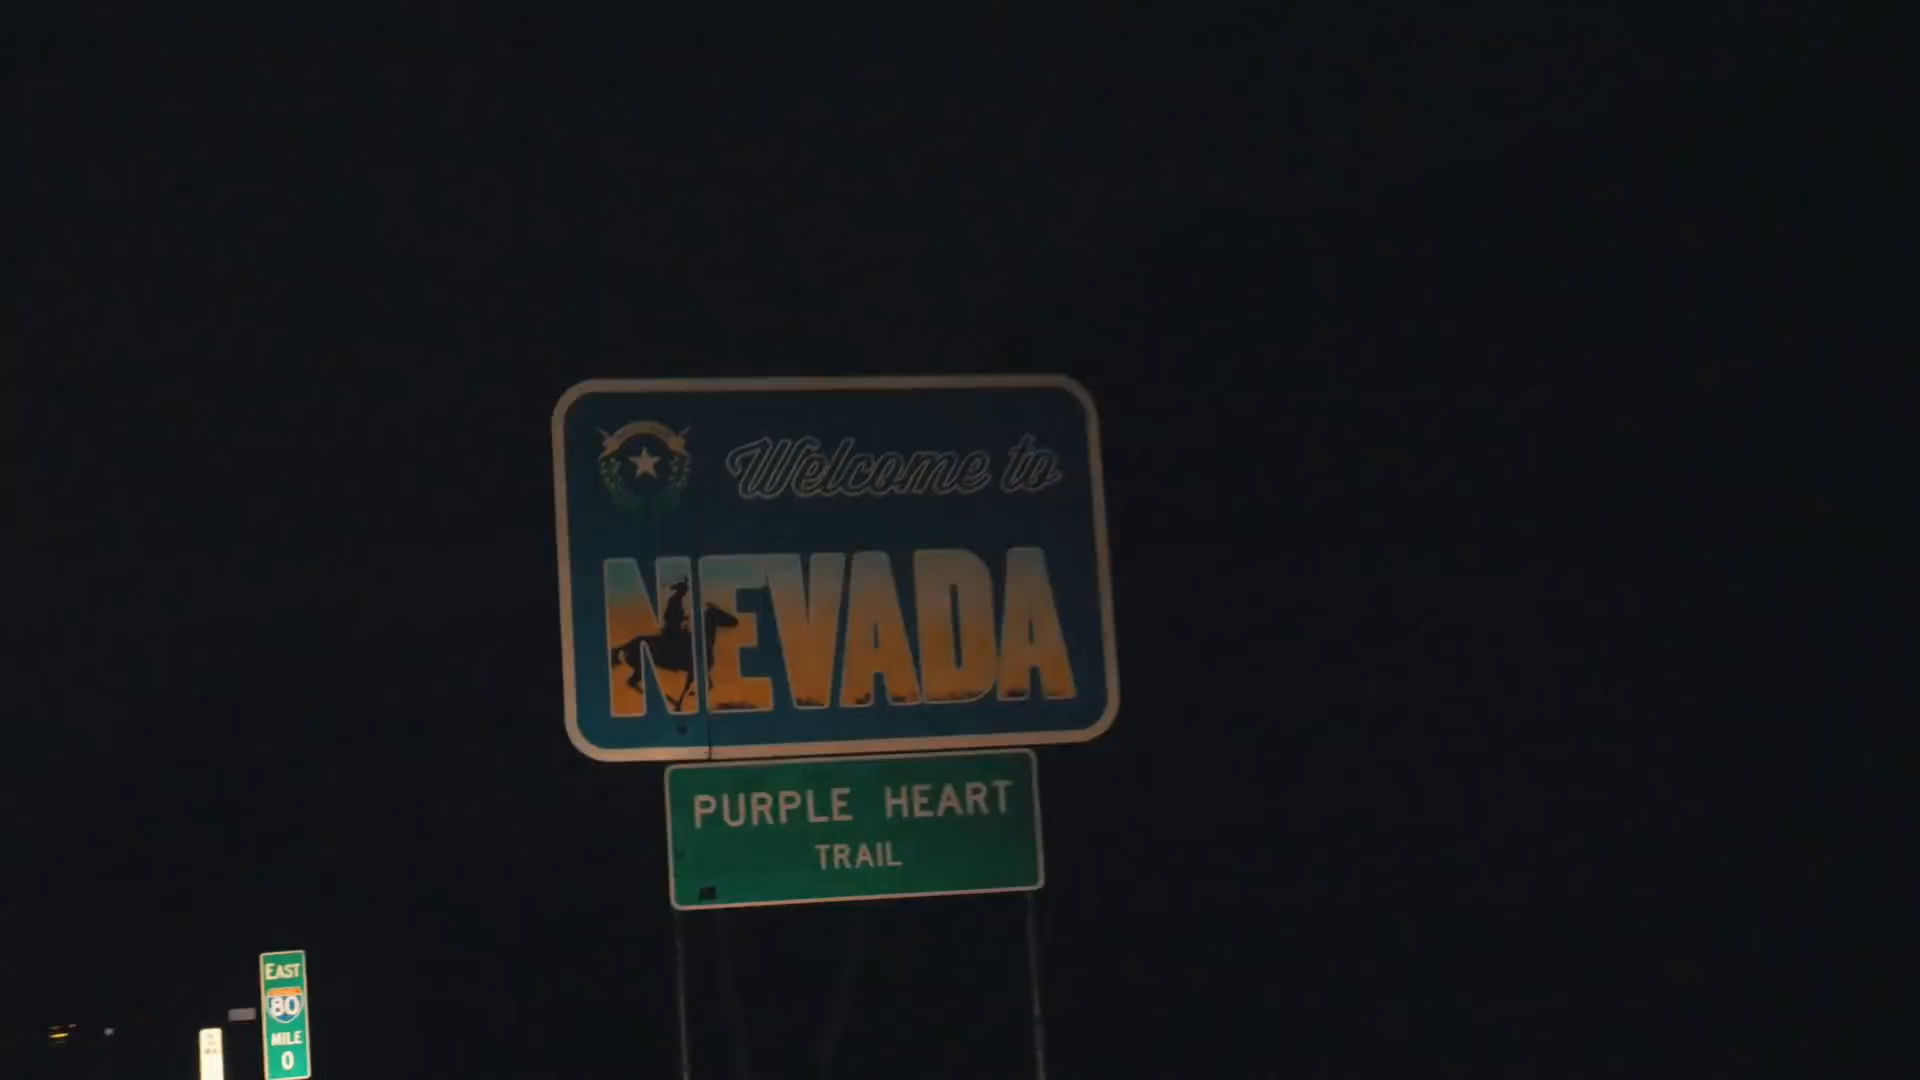 Welcome to
NEVADA
PURPLE HEART
TRAIL
EAST
80
MILE
0